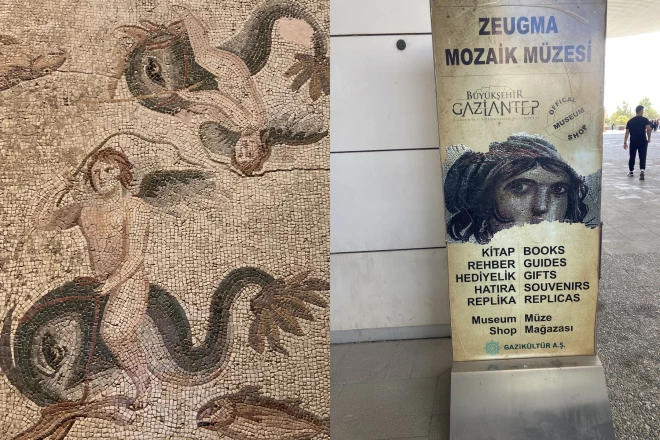 ZEUGMA
MOZAİK MÜZESİ
BÜYÜKŞEHİR
GAZİANTEP
OFFICAL
MUSEUM
SHOP
KİTAP BOOKS
REHBER GUIDES
HEDİYELİK GIFTS
HATIRA SOUVENIRS
REPLİKA REPLICAS
Museum Müze
Shop Mağazası
GAZİKÜLTÜR A.Ş.